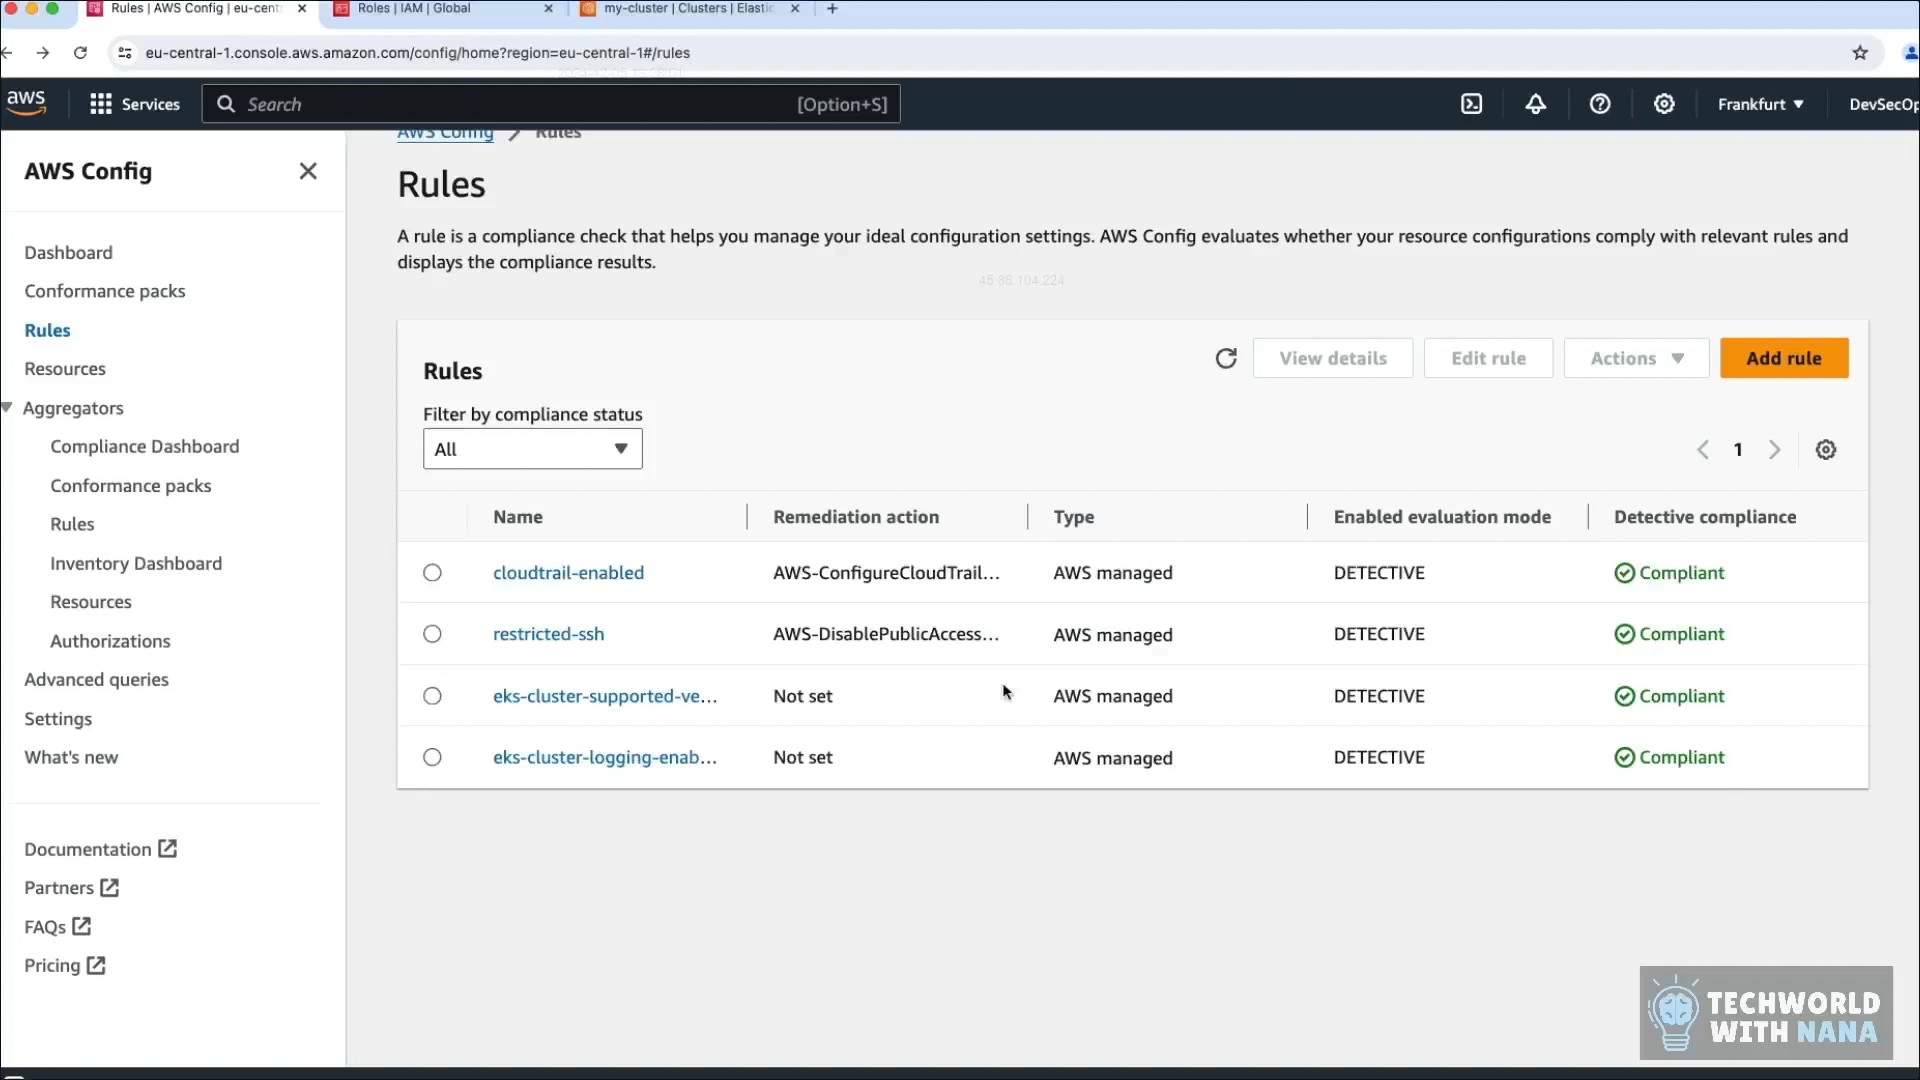 Rules | AWS Config | eu-cent
Roles | IAM | Global
my-cluster | Clusters | Elastic
eu-central-1.console.aws.amazon.com/config/home?region=eu-central-1#/rules
aws
Services
Search
[Option+S]
Frankfurt
DevSecOp
AWS Config
Rules
AWS Config
Rules
A rule is a compliance check that helps you manage your ideal configuration settings. AWS Config evaluates whether your resource configurations comply with relevant rules and
displays the compliance results.
45.88.104.224
Dashboard
Conformance packs
Rules
Resources
Aggregators
Compliance Dashboard
Conformance packs
Rules
Inventory Dashboard
Resources
Authorizations
Advanced queries
Settings
What's new
Documentation
Partners
FAQs
Pricing
Rules
View details
Edit rule
Actions
Add rule
Filter by compliance status
All
1
Name Remediation action Type Enabled evaluation mode Detective compliance
cloudtrail-enabled AWS-ConfigureCloudTrail... AWS managed DETECTIVE Compliant
restricted-ssh AWS-DisablePublicAccess... AWS managed DETECTIVE Compliant
eks-cluster-supported-ve... Not set AWS managed DETECTIVE Compliant
eks-cluster-logging-enab... Not set AWS managed DETECTIVE Compliant
TECHWORLD
WITH NANA